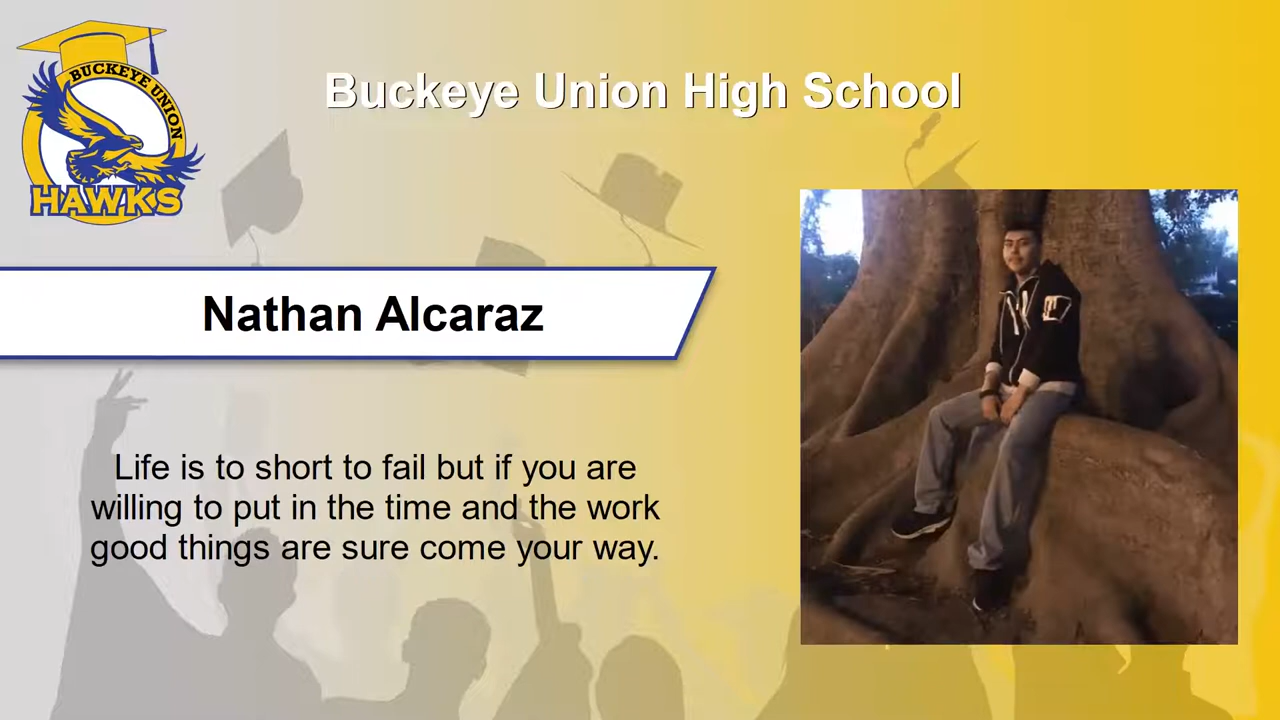 BUCKEYE UNION
HAWKS
Buckeye Union High School
Nathan Alcaraz
Life is to short to fail but if you are
willing to put in the time and the work
good things are sure come your way.